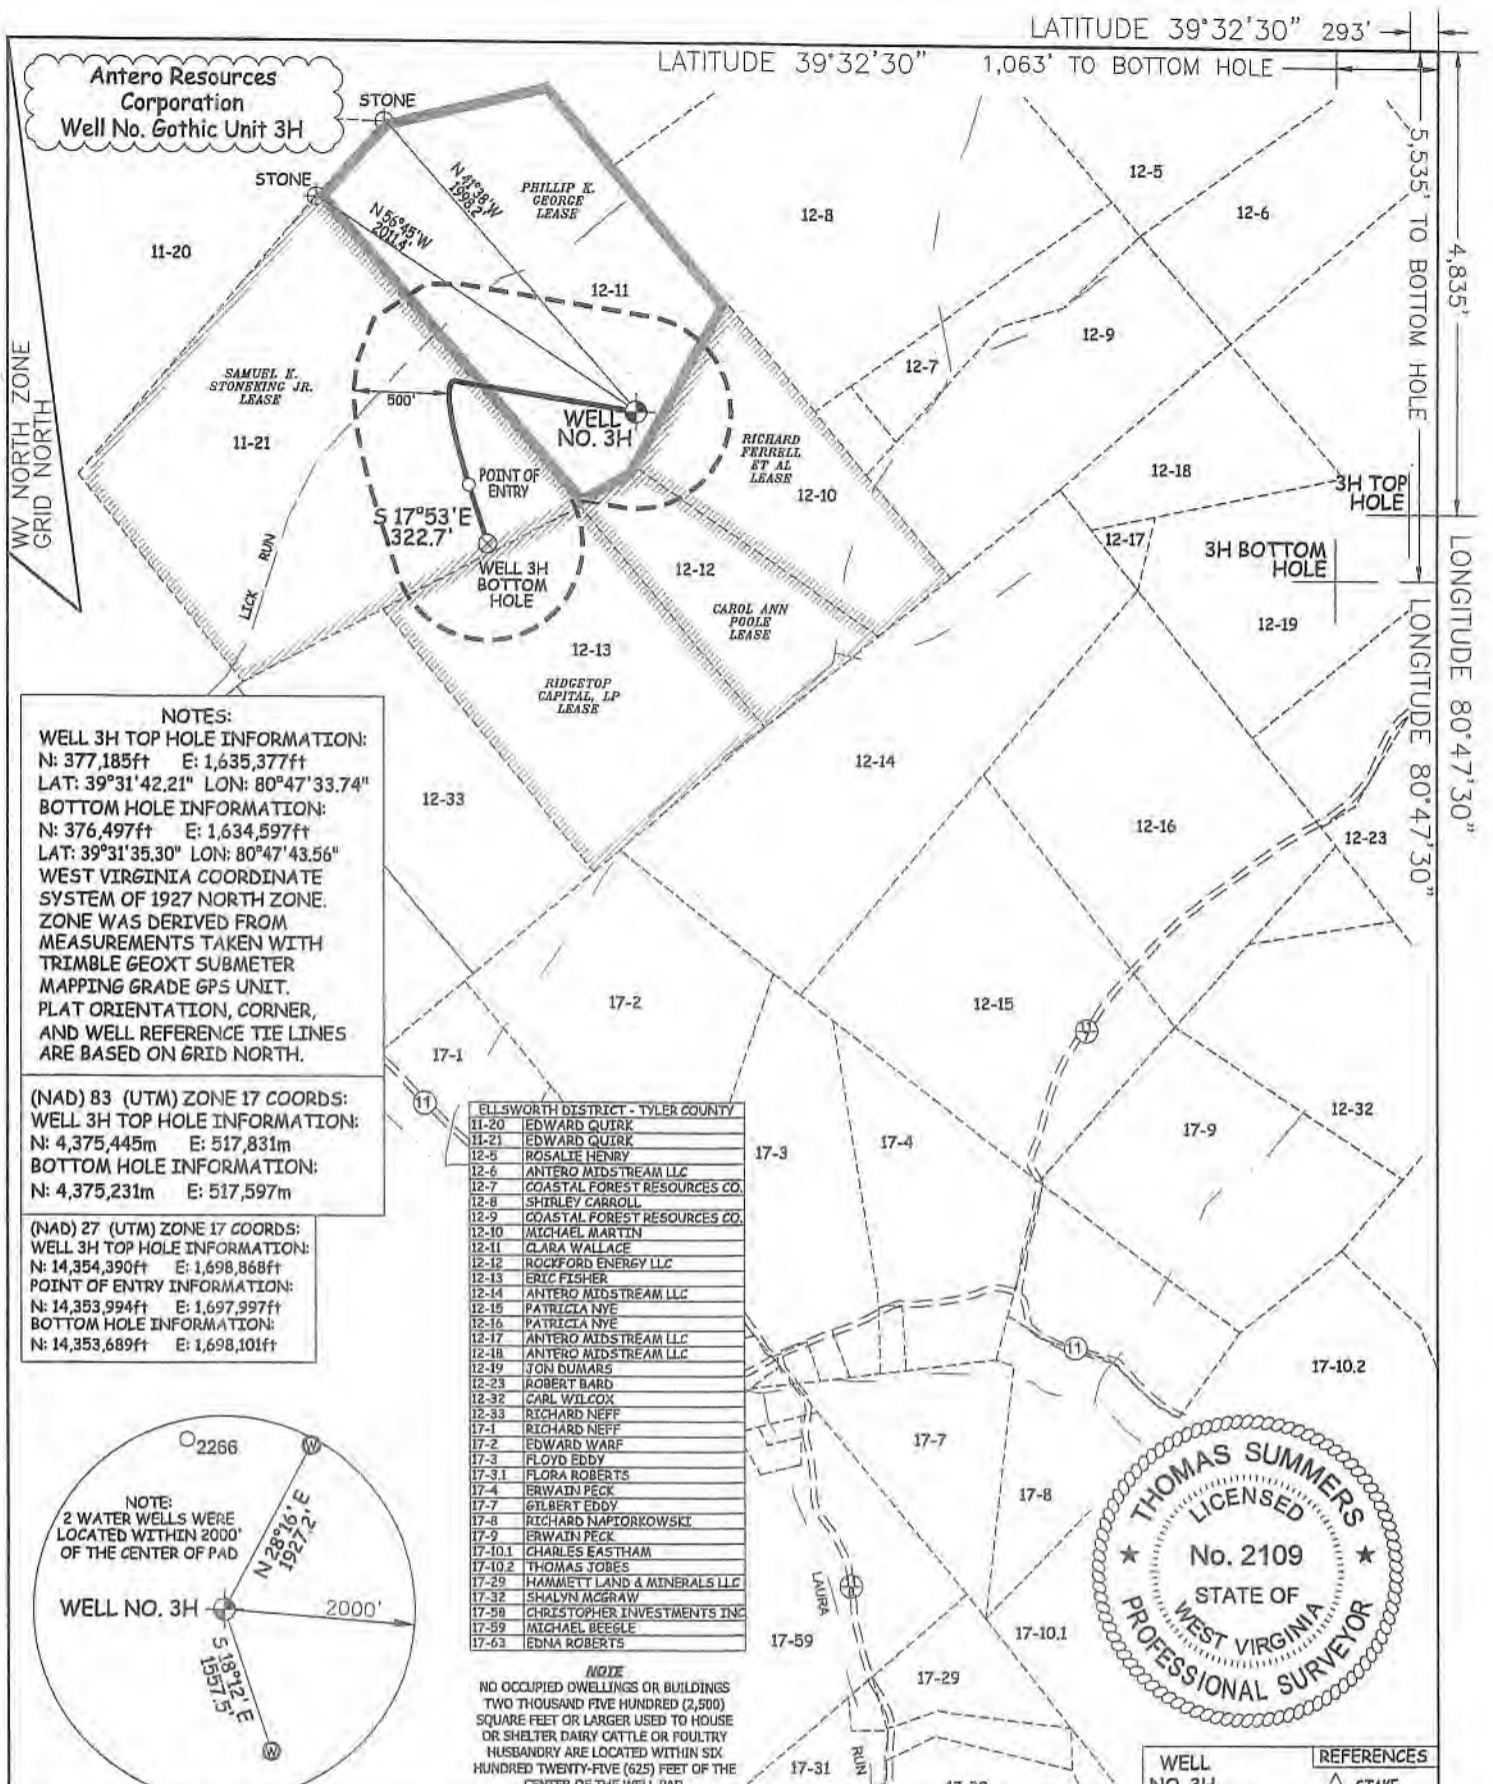 LATITUDE 39°32'30" 293'
LATITUDE 39°32'30" 1,063' TO BOTTOM HOLE
Antero Resources
Corporation
Well No. Gothic Unit 3H
STONE
STONE
N 41°38'W
1998.2'
N 56°45'W
2011.4'
PHILLIP K.
GEORGE
LEASE
12-5
12-6
12-8
11-20
12-11
5,535' TO BOTTOM HOLE
4,835'
WV NORTH ZONE
GRID NORTH
SAMUEL K.
STONEKING JR.
LEASE
11-21
500'
WELL
NO. 3H
12-7
12-9
RICHARD
FERRELL
ET AL
LEASE
12-10
POINT OF
ENTRY
S 17°53'E
322.7'
WELL 3H
BOTTOM
HOLE
LICK RUN
12-18
3H TOP
HOLE
12-17
3H BOTTOM
HOLE
12-19
12-12
CAROL ANN
POOLE
LEASE
12-13
RIDGETOP
CAPITAL, LP
LEASE
LONGITUDE 80°47'30"
LONGITUDE 80°47'30"
NOTES:
WELL 3H TOP HOLE INFORMATION:
N: 377,185ft E: 1,635,377ft
LAT: 39°31'42.21" LON: 80°47'33.74"
BOTTOM HOLE INFORMATION:
N: 376,497ft E: 1,634,597ft
LAT: 39°31'35.30" LON: 80°47'43.56"
WEST VIRGINIA COORDINATE
SYSTEM OF 1927 NORTH ZONE.
ZONE WAS DERIVED FROM
MEASUREMENTS TAKEN WITH
TRIMBLE GEOXT SUBMETER
MAPPING GRADE GPS UNIT.
PLAT ORIENTATION, CORNER,
AND WELL REFERENCE TIE LINES
ARE BASED ON GRID NORTH.
(NAD) 83 (UTM) ZONE 17 COORDS:
WELL 3H TOP HOLE INFORMATION:
N: 4,375,445m E: 517,831m
BOTTOM HOLE INFORMATION:
N: 4,375,231m E: 517,597m
(NAD) 27 (UTM) ZONE 17 COORDS:
WELL 3H TOP HOLE INFORMATION:
N: 14,354,390ft E: 1,698,868ft
POINT OF ENTRY INFORMATION:
N: 14,353,994ft E: 1,697,997ft
BOTTOM HOLE INFORMATION:
N: 14,353,689ft E: 1,698,101ft
12-33
12-14
12-16
12-23
17-2
12-15
17-1
11
11
12-32
17-9
17-3
17-4
ELLSWORTH DISTRICT - TYLER COUNTY
11-20 EDWARD QUIRK
11-21 EDWARD QUIRK
12-5 ROSALIE HENRY
12-6 ANTERO MIDSTREAM LLC
12-7 COASTAL FOREST RESOURCES CO.
12-8 SHIRLEY CARROLL
12-9 COASTAL FOREST RESOURCES CO.
12-10 MICHAEL MARTIN
12-11 CLARA WALLACE
12-12 ROCKFORD ENERGY LLC
12-13 ERIC FISHER
12-14 ANTERO MIDSTREAM LLC
12-15 PATRICIA NYE
12-16 PATRICIA NYE
12-17 ANTERO MIDSTREAM LLC
12-18 ANTERO MIDSTREAM LLC
12-19 JON DUMARS
12-23 ROBERT BARD
12-32 CARL WILCOX
12-33 RICHARD NEFF
17-1 RICHARD NEFF
17-2 EDWARD WARF
17-3 FLOYD EDDY
17-3.1 FLORA ROBERTS
17-4 ERWAIN PECK
17-7 GILBERT EDDY
17-8 RICHARD NAPIORKOWSKI
17-9 ERWAIN PECK
17-10.1 CHARLES EASTHAM
17-10.2 THOMAS JOBES
17-29 HAMMETT LAND & MINERALS LLC
17-32 SHALYN MCGRAW
17-58 CHRISTOPHER INVESTMENTS INC
17-59 MICHAEL BEEGLE
17-63 EDNA ROBERTS
11
17-10.2
17-7
17-8
THOMAS SUMMERS
LICENSED
No. 2109
STATE OF
WEST VIRGINIA
PROFESSIONAL SURVEYOR
2266
W
NOTE:
2 WATER WELLS WERE
LOCATED WITHIN 2000'
OF THE CENTER OF PAD
N 28°16' E
1927.2'
WELL NO. 3H
2000'
S 18°12' E
1557.5'
W
LAURA
RUN
17-59
17-10.1
17-29
17-31
NOTE
NO OCCUPIED DWELLINGS OR BUILDINGS
TWO THOUSAND FIVE HUNDRED (2,500)
SQUARE FEET OR LARGER USED TO HOUSE
OR SHELTER DAIRY CATTLE OR POULTRY
HUSBANDRY ARE LOCATED WITHIN SIX
HUNDRED TWENTY-FIVE (625) FEET OF THE
CENTER OF THE WELL PAD
WELL
NO. 3H
REFERENCES
STAKE